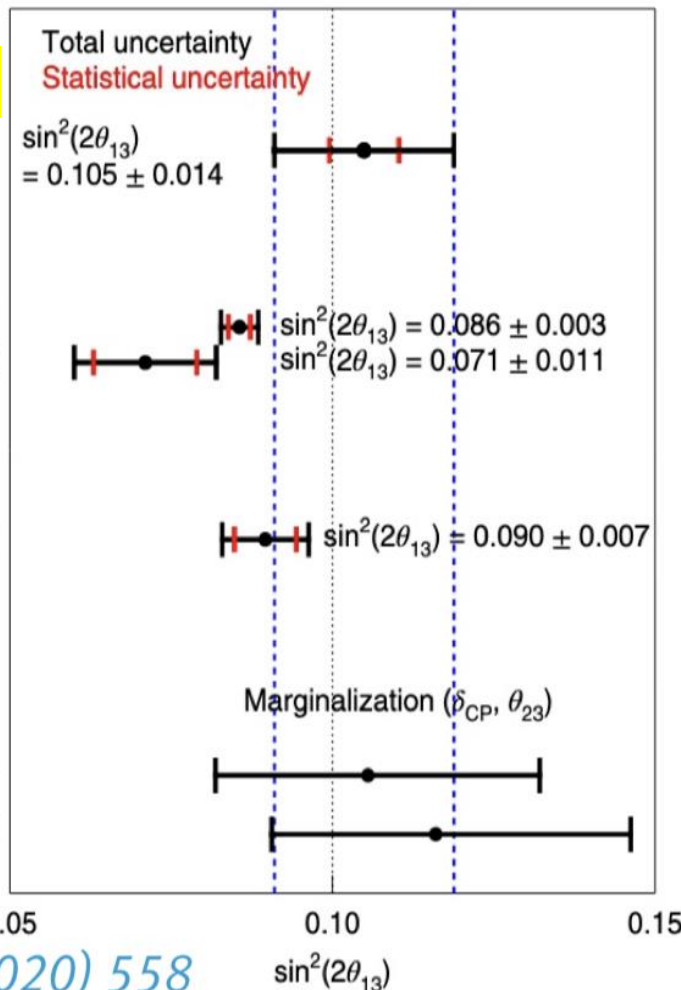 Total uncertainty
Statistical uncertainty
sin²(2θ₁₃)
= 0.105 ± 0.014
sin²(2θ₁₃) = 0.086 ± 0.003
sin²(2θ₁₃) = 0.071 ± 0.011
sin²(2θ₁₃) = 0.090 ± 0.007
Marginalization (δCP, θ₂₃)
.05 0.10 0.15
020) 558
sin²(2θ₁₃)